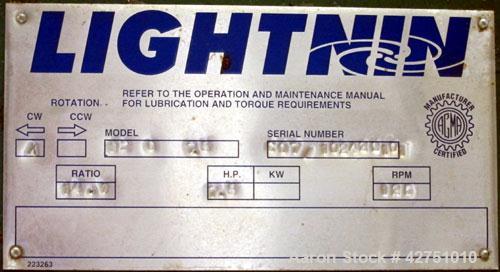 LIGHTNIN
REFER TO THE OPERATION AND MAINTENANCE MANUAL
FOR LUBRICATION AND TORQUE REQUIREMENTS
ROTATION
CW CCW
MODEL SERIAL NUMBER
X
RATIO H.P. KW RPM
MANUFACTURER
AGMA
CERTIFIED
223263
Aaron Stock # 42751010